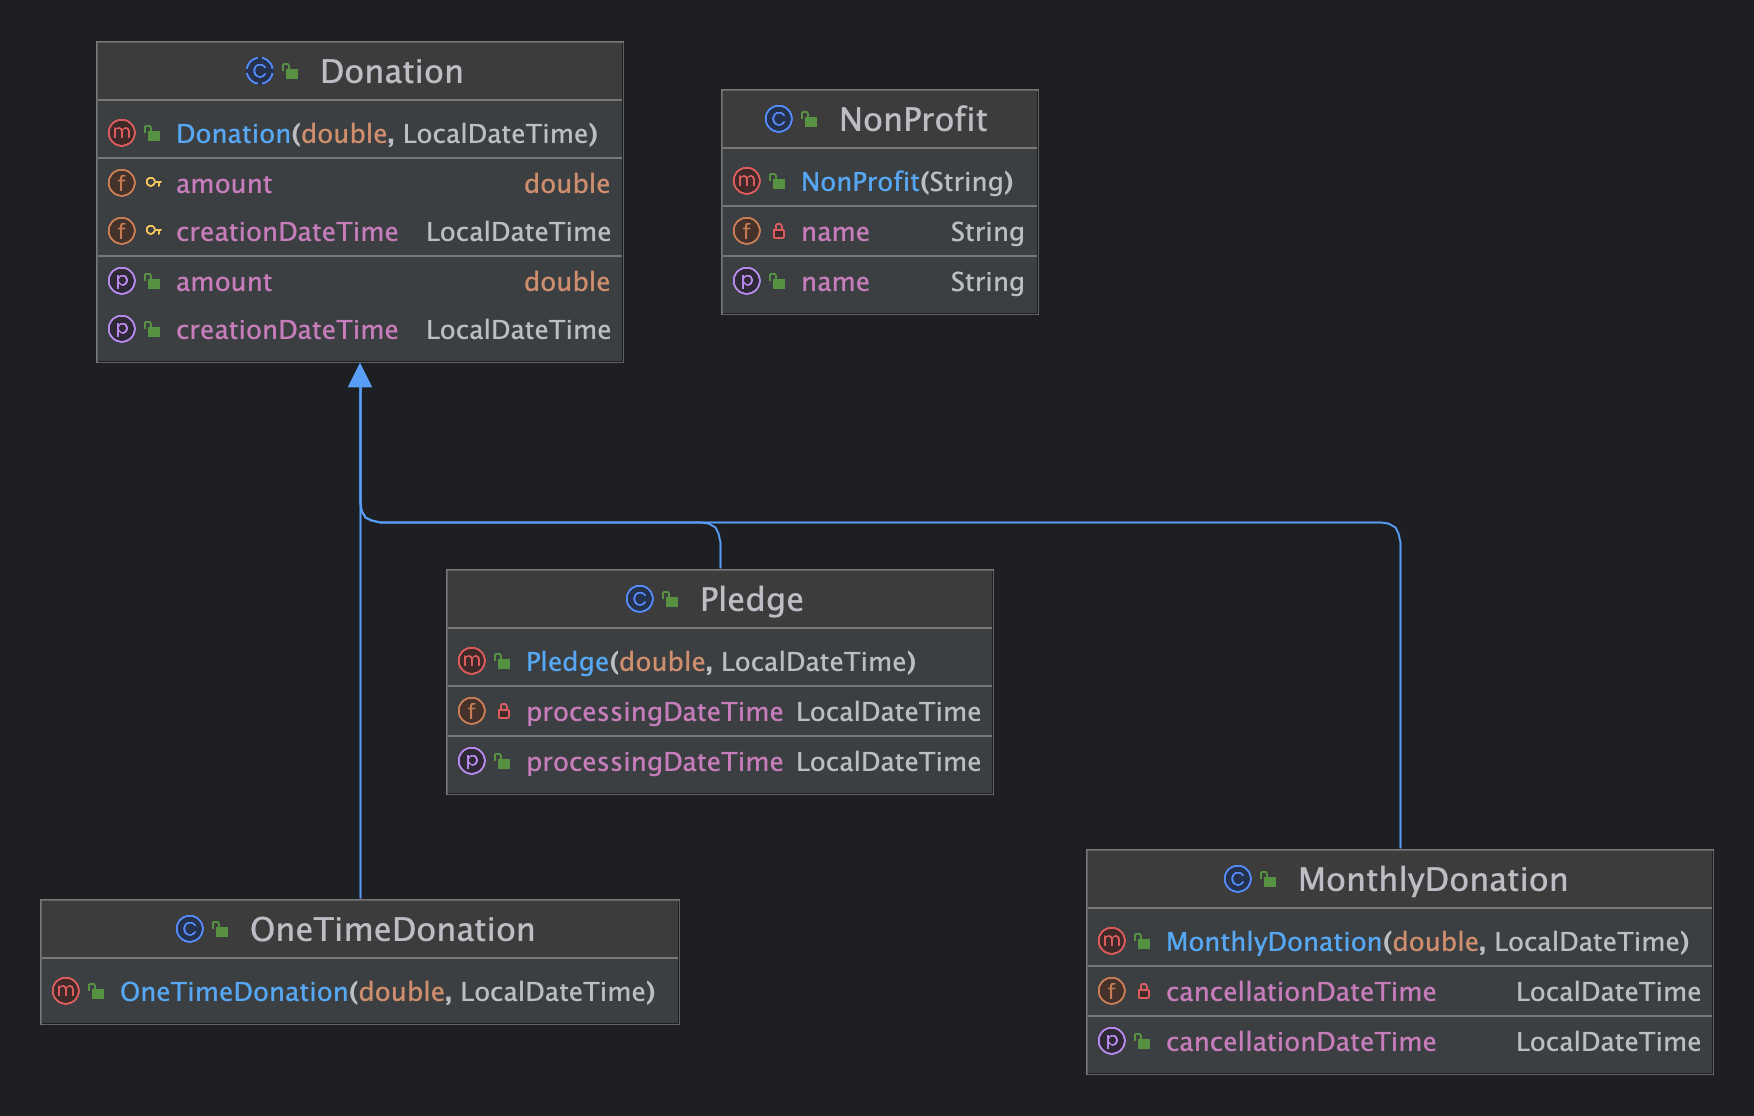 Donation
Donation(double, LocalDateTime)
amount double
creationDateTime LocalDateTime
amount double
creationDateTime LocalDateTime
NonProfit
NonProfit(String)
name String
name String
Pledge
Pledge(double, LocalDateTime)
processingDateTime LocalDateTime
processingDateTime LocalDateTime
OneTimeDonation
OneTimeDonation(double, LocalDateTime)
MonthlyDonation
MonthlyDonation(double, LocalDateTime)
cancellationDateTime LocalDateTime
cancellationDateTime LocalDateTime